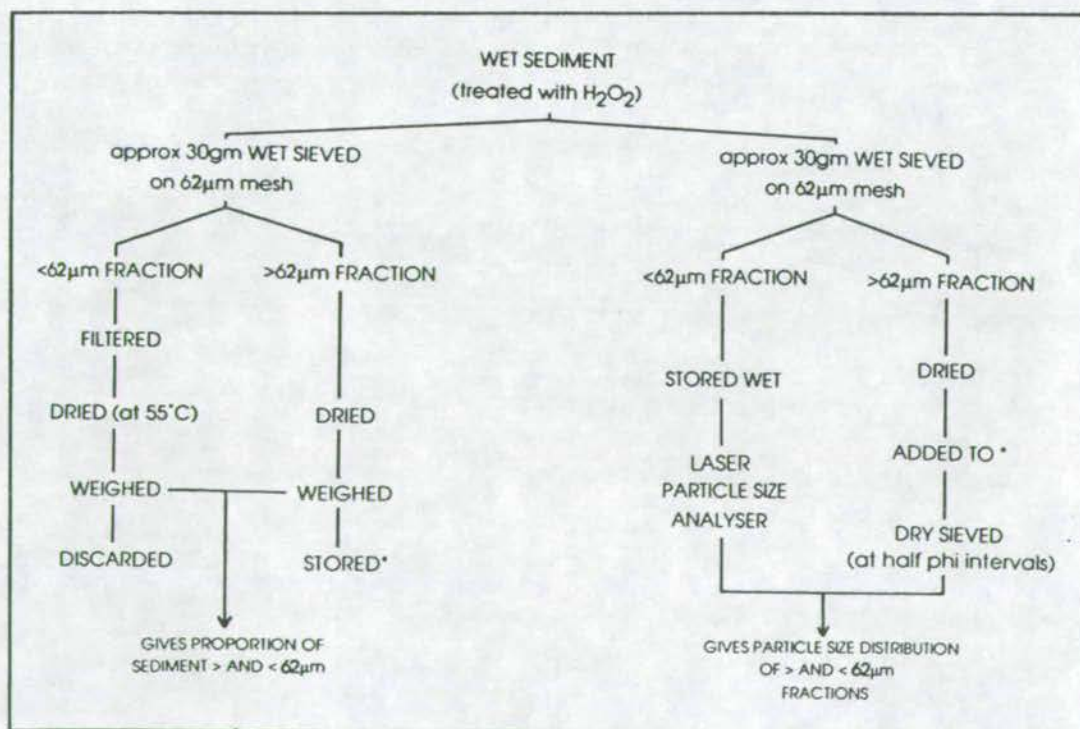 WET SEDIMENT
(treated with H₂O₂)
approx 30gm WET SIEVED
on 62µm mesh
<62µm FRACTION
>62µm FRACTION
FILTERED
DRIED (at 55°C)
DRIED
WEIGHED
WEIGHED
DISCARDED
STORED*
GIVES PROPORTION OF
SEDIMENT > AND < 62µm
approx 30gm WET SIEVED
on 62µm mesh
<62µm FRACTION
>62µm FRACTION
STORED WET
DRIED
LASER
PARTICLE SIZE
ANALYSER
ADDED TO *
DRY SIEVED
(at half phi intervals)
GIVES PARTICLE SIZE DISTRIBUTION
OF > AND < 62µm
FRACTIONS